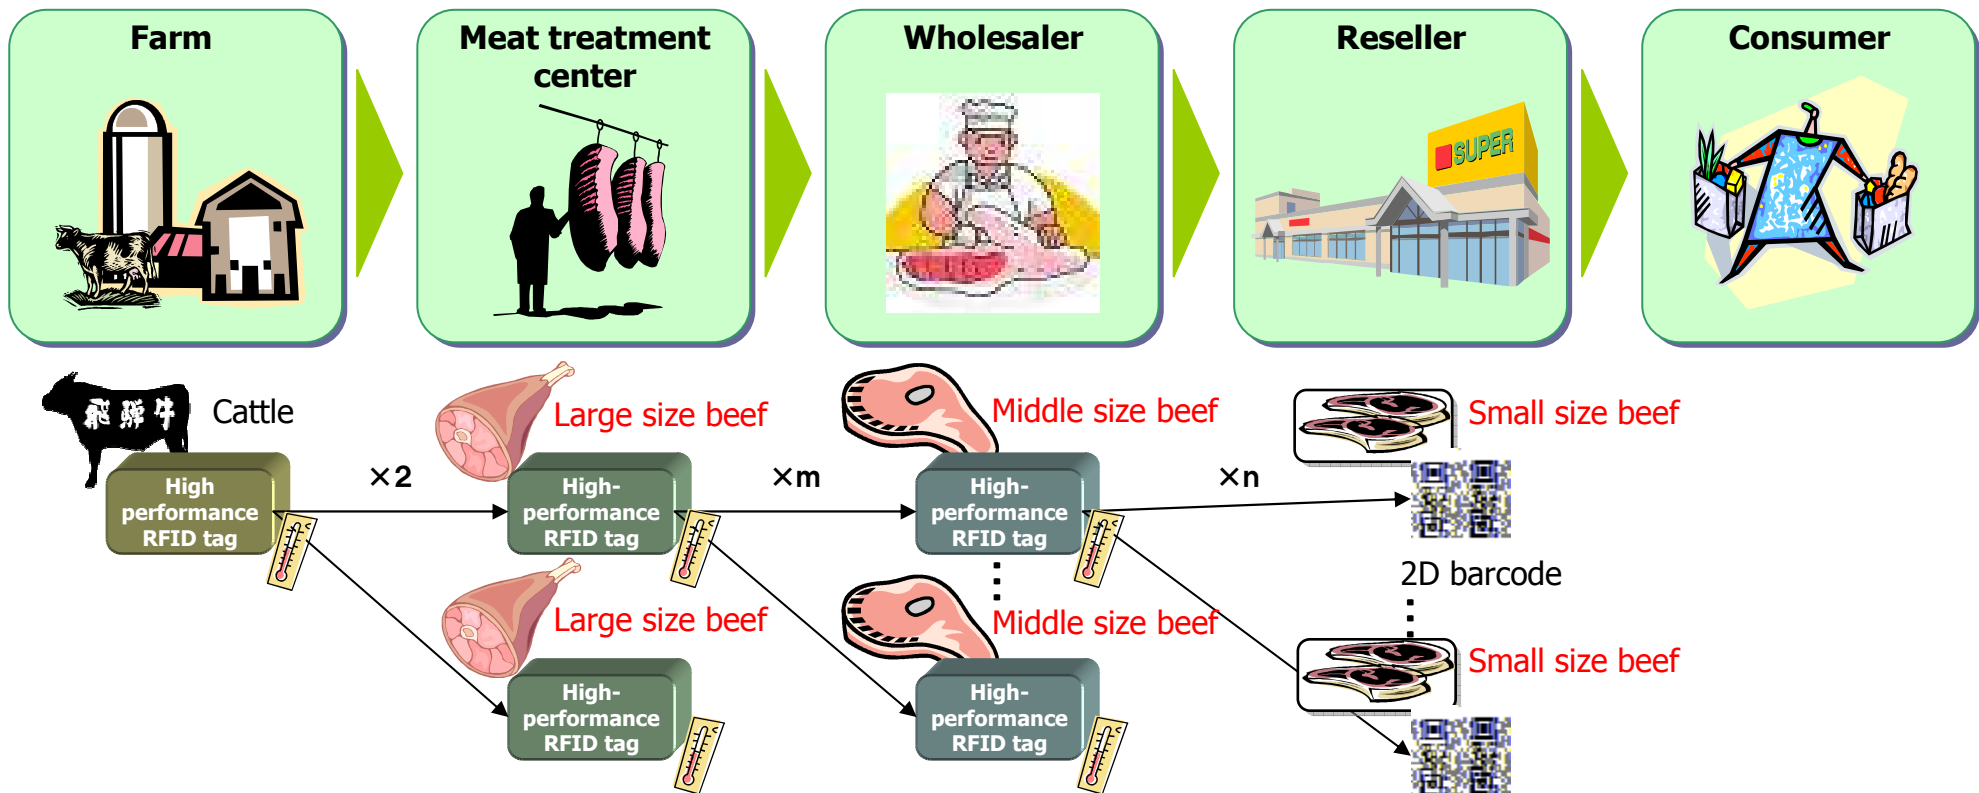 Farm
Meat treatment
center
Wholesaler
Reseller
Consumer
SUPER
飛騨牛
Cattle
Large size beef
Middle size beef
Small size beef
×2
×m
×n
High
performance
RFID tag
High-
performance
RFID tag
High-
performance
RFID tag
2D barcode
Large size beef
Middle size beef
Small size beef
High-
performance
RFID tag
High-
performance
RFID tag